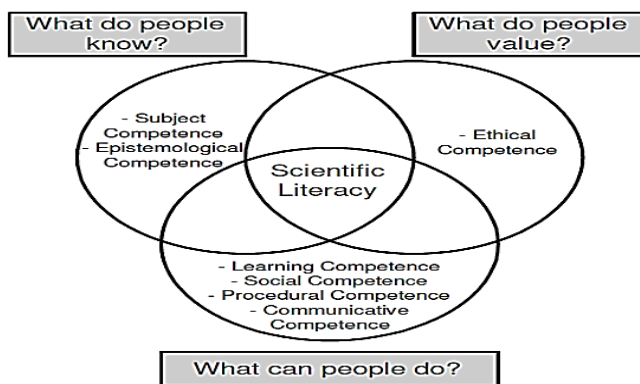 What do people
know?
What do people
value?
- Subject
Competence
- Epistemological
Competence
- Ethical
Competence
Scientific
Literacy
- Learning Competence
- Social Competence
- Procedural Competence
- Communicative
Competence
What can people do?